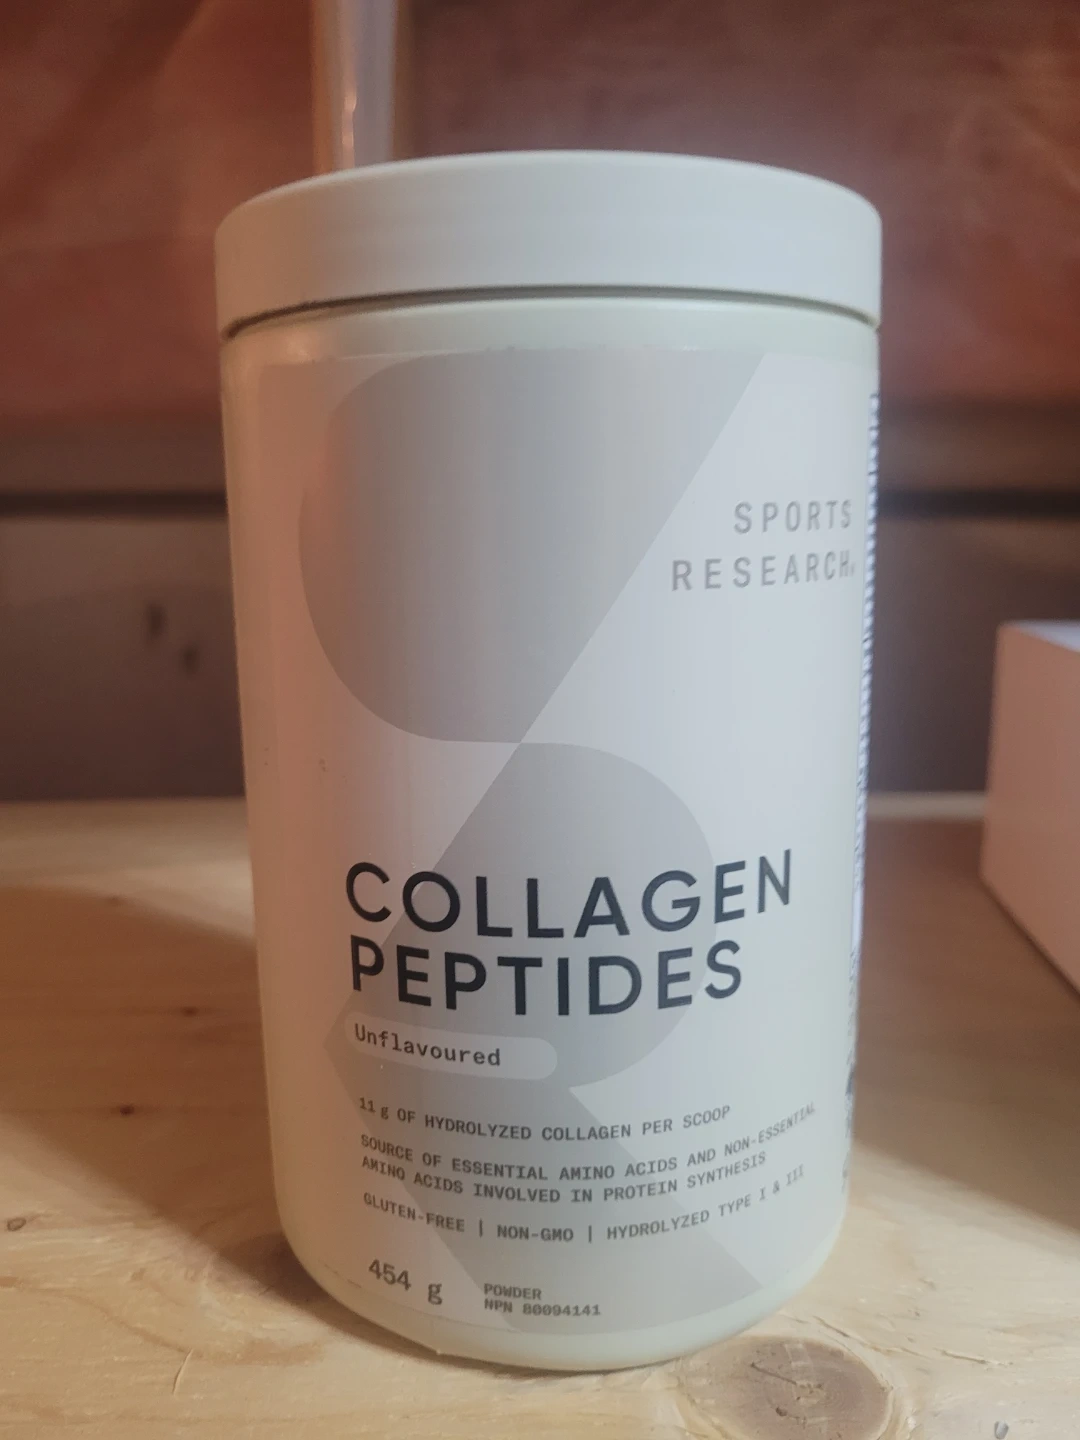 SPORTS
RESEARCH
COLLAGEN
PEPTIDES
Unflavoured
11 g OF HYDROLYZED COLLAGEN PER SCOOP
SOURCE OF ESSENTIAL AMINO ACIDS AND NON-ESSENTIAL
AMINO ACIDS INVOLVED IN PROTEIN SYNTHESIS
GLUTEN-FREE | NON-GMO | HYDROLYZED TYPE I & III
454 g
POWDER
NPN 80094141